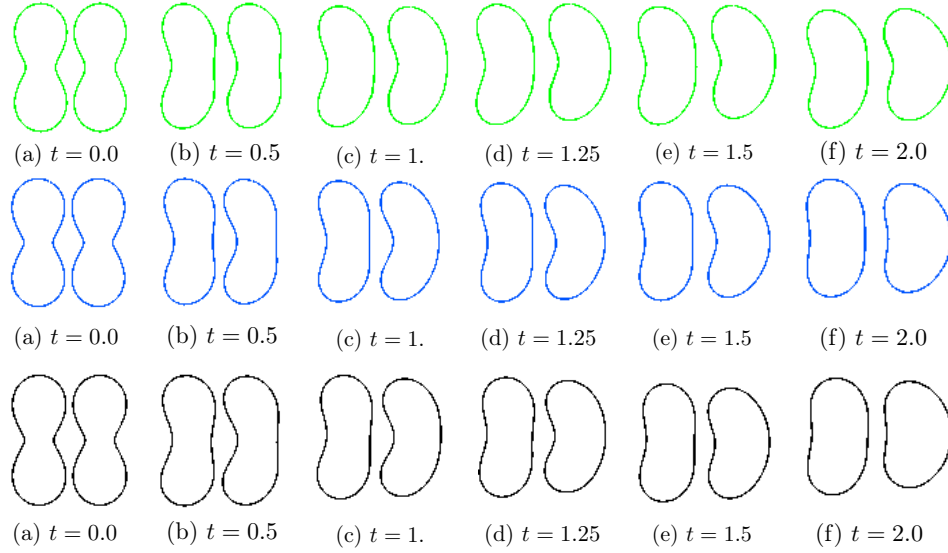 (a) t = 0.0 (b) t = 0.5 (c) t = 1. (d) t = 1.25 (e) t = 1.5 (f) t = 2.0
(a) t = 0.0 (b) t = 0.5 (c) t = 1. (d) t = 1.25 (e) t = 1.5 (f) t = 2.0
(a) t = 0.0 (b) t = 0.5 (c) t = 1. (d) t = 1.25 (e) t = 1.5 (f) t = 2.0